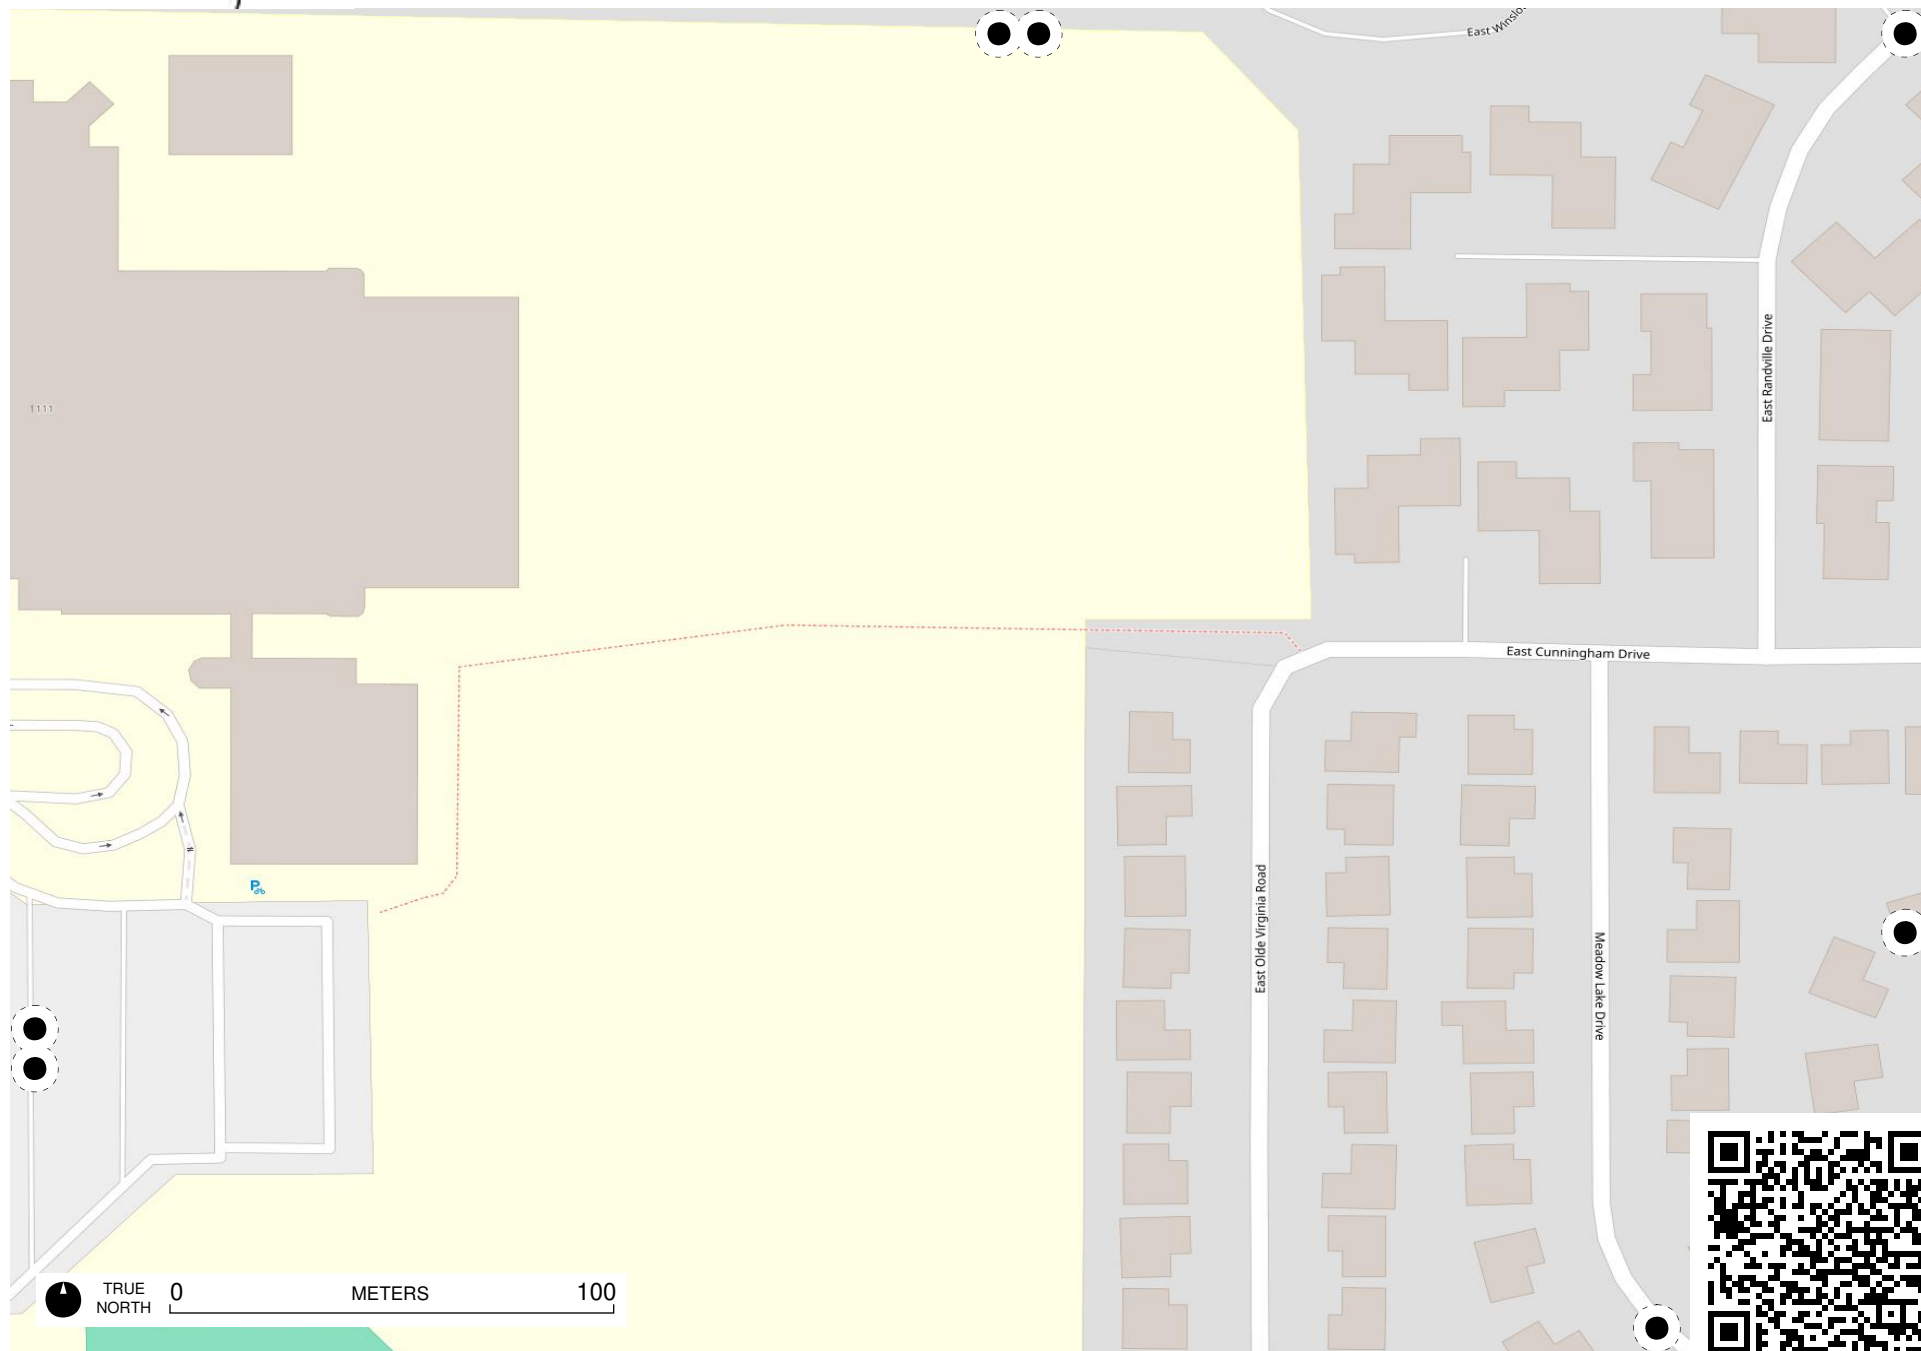 East Winslo
East Randville Drive
1111
East Cunningham Drive
East Olde Virginia Road
Meadow Lake Drive
P
TRUE
NORTH
0 METERS 100